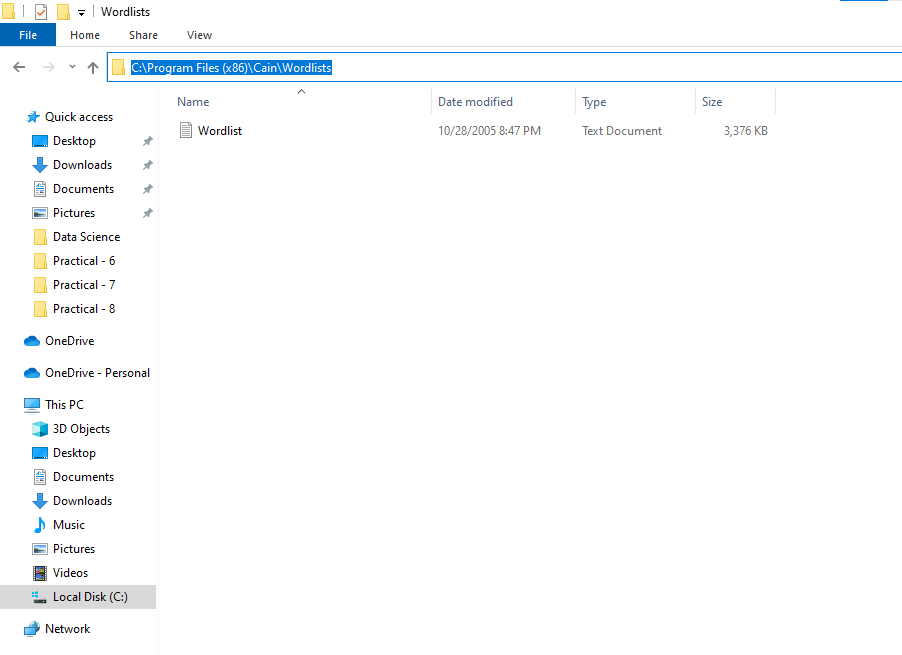 Wordlists
File Home Share View
C:\Program Files (x86)\Cain\Wordlists
Name Date modified Type Size
Wordlist 10/28/2005 8:47 PM Text Document 3,376 KB
Quick access
Desktop
Downloads
Documents
Pictures
Data Science
Practical - 6
Practical - 7
Practical - 8
OneDrive
OneDrive - Personal
This PC
3D Objects
Desktop
Documents
Downloads
Music
Pictures
Videos
Local Disk (C:)
Network